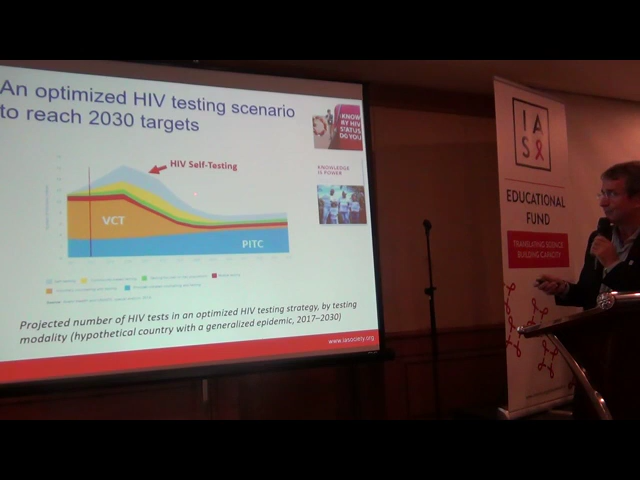 An optimized HIV testing scenario
to reach 2030 targets
HIV Self-Testing
VCT
PITC
KNOW
STATUS
DO YOU
KNOWLEDGE
IS POWER
Projected number of HIV tests in an optimized HIV testing strategy, by testing
modality (hypothetical country with a generalized epidemic, 2017–2030)
www.iasociety.org
IAS
EDUCATIONAL
FUND
TRANSLATING SCIENCE
BUILDING CAPACITY